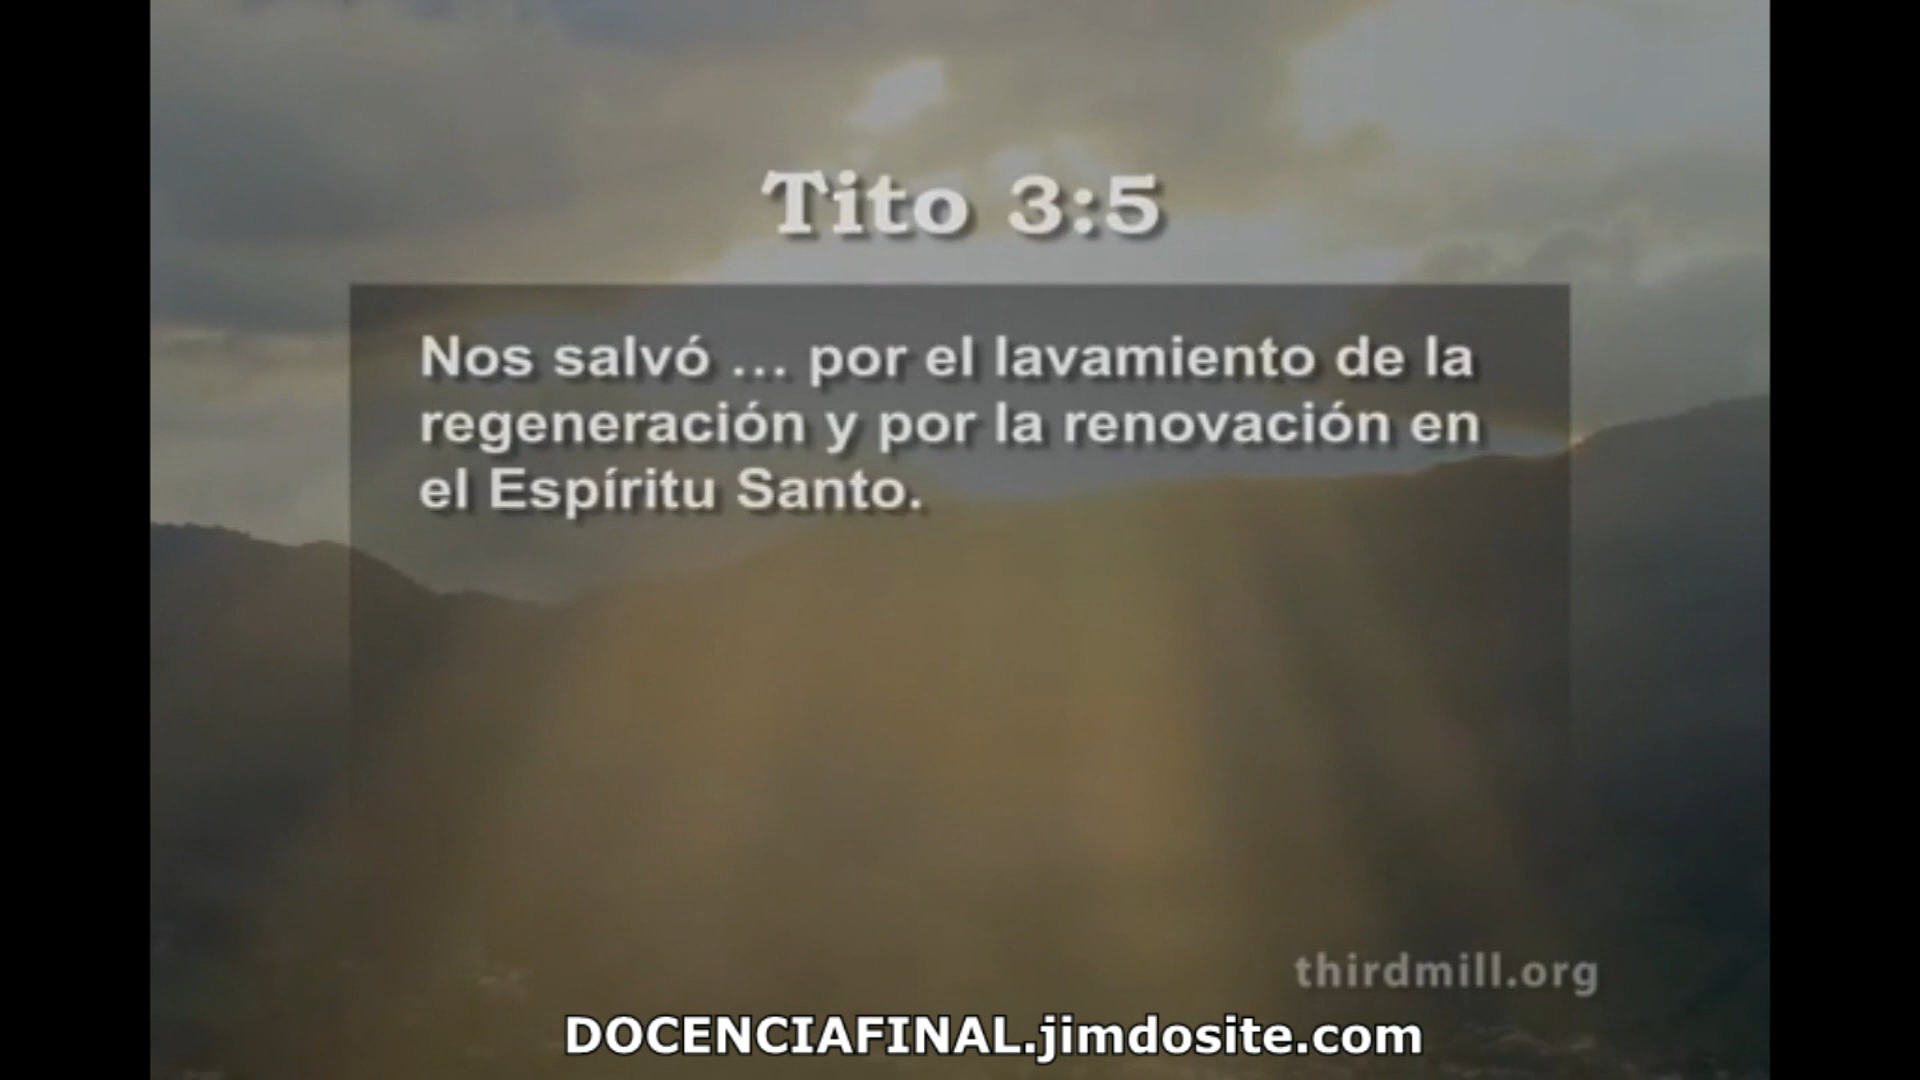 Tito 3:5
Nos salvó ... por el lavamiento de la
regeneración y por la renovación en
el Espíritu Santo.
thirdmill.org
DOCENCIAFINAL.jimdosite.com